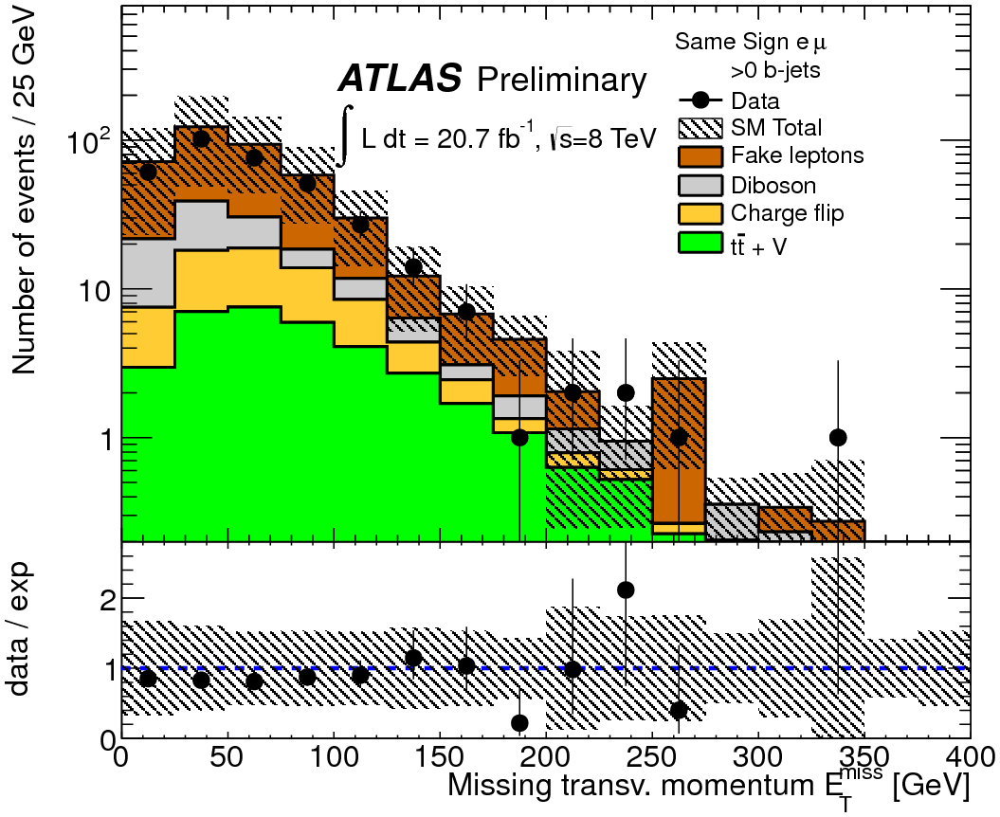 Number of events / 25 GeV
10²
10
1
ATLAS Preliminary
∫ L dt = 20.7 fb⁻¹, √s=8 TeV
Same Sign e μ
>0 b-jets
Data
SM Total
Fake leptons
Diboson
Charge flip
tt̄ + V
data / exp
2
1
0
0 50 100 150 200 250 300 350 400
Missing transv. momentum E_T^miss [GeV]